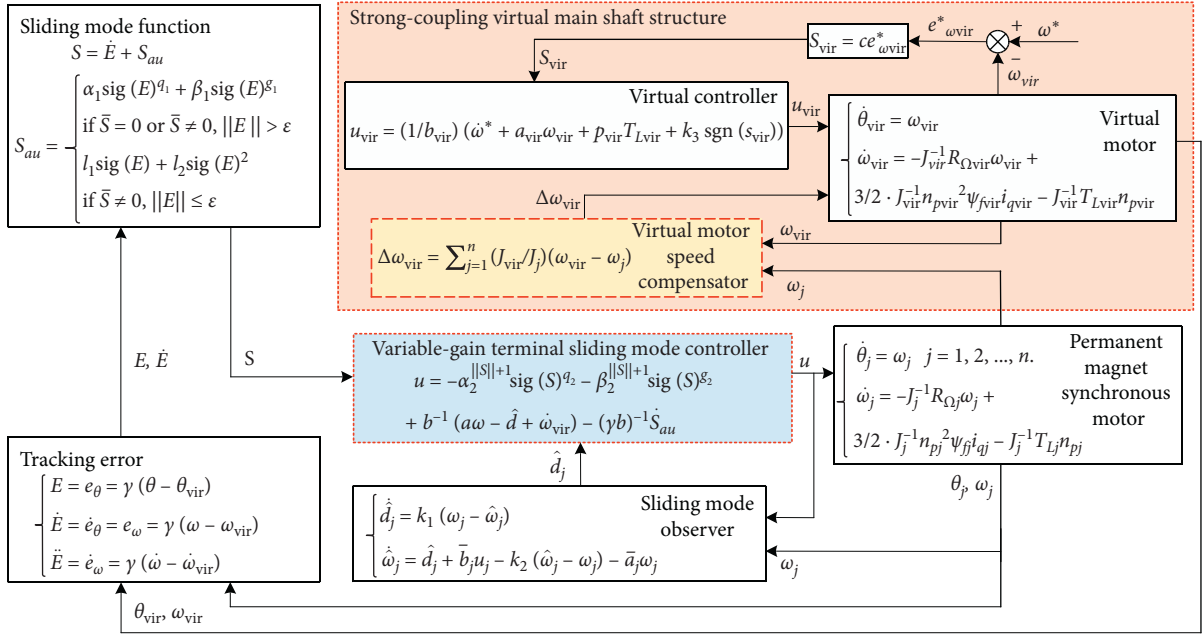 Sliding mode function
S = Ė + S_au
S_au = { α₁sig (E)^q₁ + β₁sig (E)^g₁
if S̄ = 0 or S̄ ≠ 0, ||E || > ε
l₁sig (E) + l₂sig (E)²
if S̄ ≠ 0, ||E|| ≤ ε
Strong-coupling virtual main shaft structure
S_vir = ce*_ωvir
e*_ωvir
+
ω*
−
ω_vir
S_vir
Virtual controller
u_vir = (1/b_vir) (ω̇* + a_vir ω_vir + p_vir T_Lvir + k₃ sgn (s_vir))
u_vir
Virtual
motor
θ̇_vir = ω_vir
ω̇_vir = −J_vir^−1 R_Ωvir ω_vir +
3/2 · J_vir^−1 n_pvir² ψ_fvir i_qvir − J_vir^−1 T_Lvir n_pvir
Δω_vir
Virtual motor
speed
compensator
Δω_vir = ∑_{j=1}^n (J_vir/J_j)(ω_vir − ω_j)
ω_vir
ω_j
E, Ė
S
Variable-gain terminal sliding mode controller
u = −α₂^{||S||+1} sig (S)^q₂ − β₂^{||S||+1} sig (S)^g₂
+ b^−1 (aω − d̂ + ω̇_vir) − (γb)^−1 Ṡ_au
u
Permanent
magnet
synchronous
motor
θ̇_j = ω_j j = 1, 2, ..., n.
ω̇_j = −J_j^−1 R_Ωj ω_j +
3/2 · J_j^−1 n_pj² ψ_fj i_qj − J_j^−1 T_Lj n_pj
d̂_j
θ_j, ω_j
Tracking error
E = e_θ = γ (θ − θ_vir)
Ė = ė_θ = e_ω = γ (ω − ω_vir)
Ë = ė_ω = γ (ω̇ − ω̇_vir)
Sliding mode
observer
d̂̇_j = k₁ (ω_j − ω̂_j)
ω̂̇_j = d̂_j + b̄_j u_j − k₂ (ω̂_j − ω_j) − ā_j ω_j
ω_j
θ_vir, ω_vir